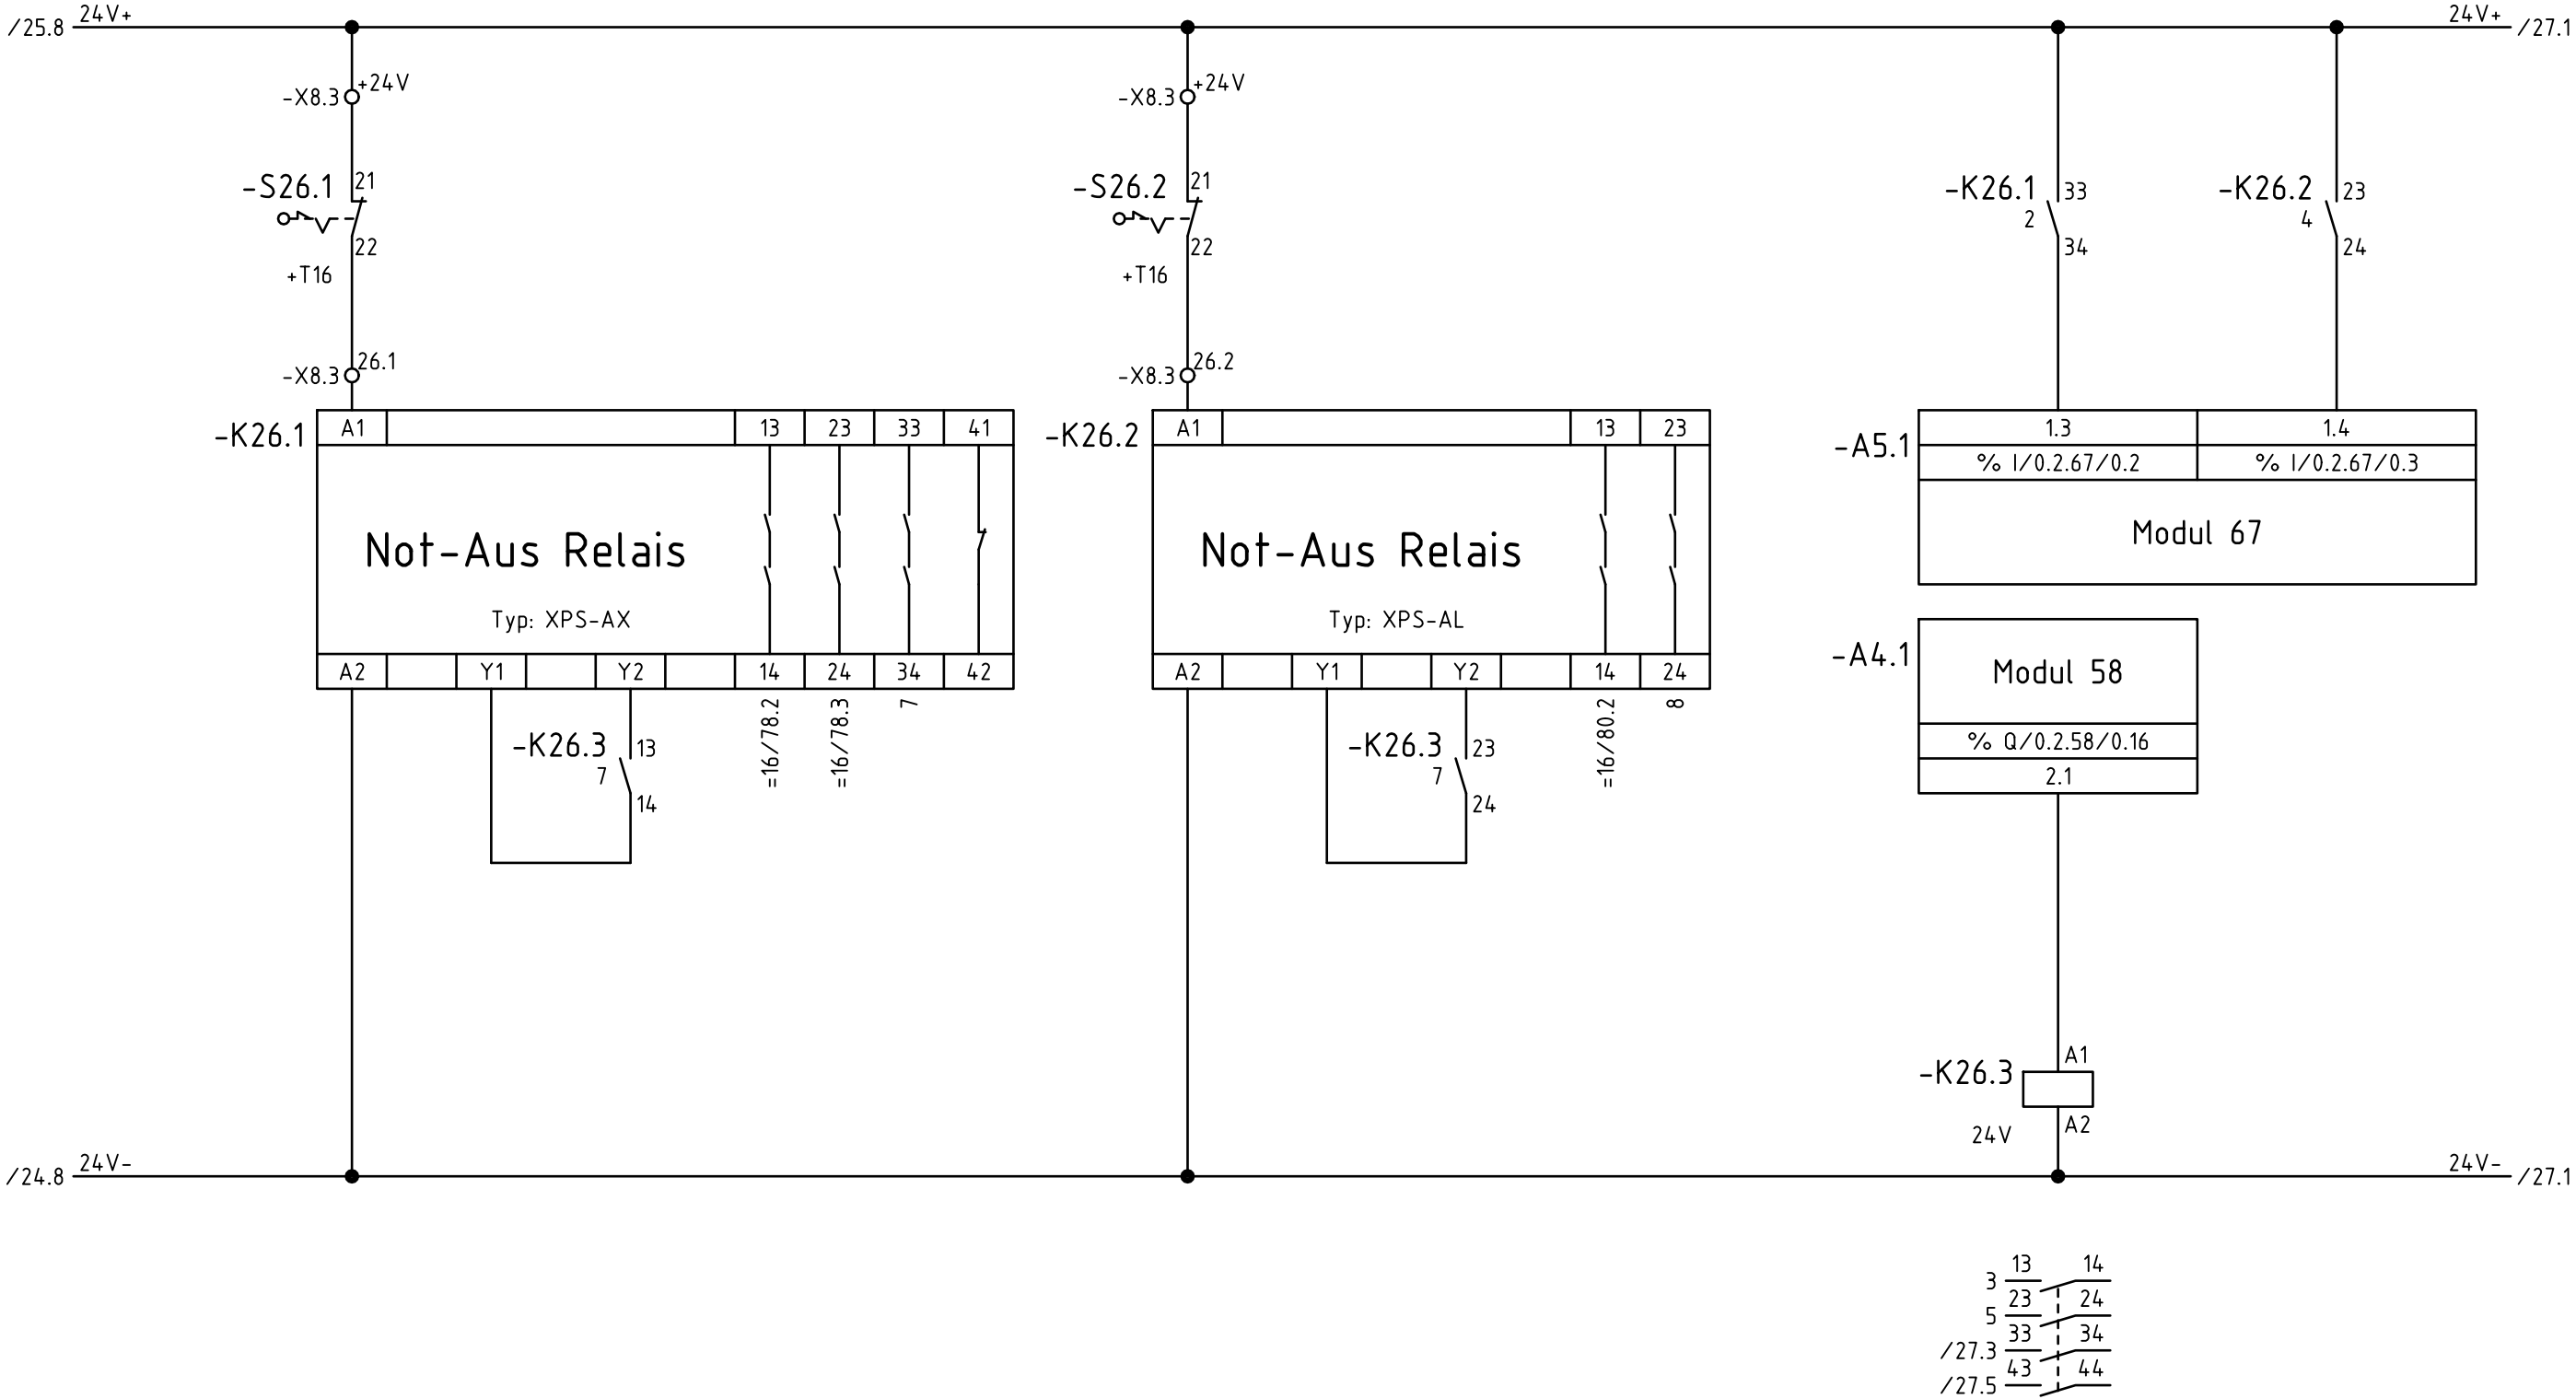 24V+ 24V+
/25.8 /27.1
+24V +24V
-X8.3 -X8.3
-S26.1 21 -S26.2 21 -K26.1 33 -K26.2 23
2 4
22 22 34 24
+T16 +T16
26.1 26.2
-X8.3 -X8.3
-K26.1 A1 13 23 33 41 -K26.2 A1 13 23 -A5.1 1.3 1.4
% I/0.2.67/0.2 % I/0.2.67/0.3
Not-Aus Relais Not-Aus Relais Modul 67
Typ: XPS-AX Typ: XPS-AL
A2 Y1 Y2 14 24 34 42 A2 Y1 Y2 14 24 -A4.1 Modul 58
=16/78.2 =16/78.3 7 =16/80.2 8
-K26.3 13 -K26.3 23 % Q/0.2.58/0.16
7 7 2.1
14 24
A1
-K26.3
A2
24V
24V- 24V-
/24.8 /27.1
13 14
3
23 24
5
33 34
/27.3
43 44
/27.5